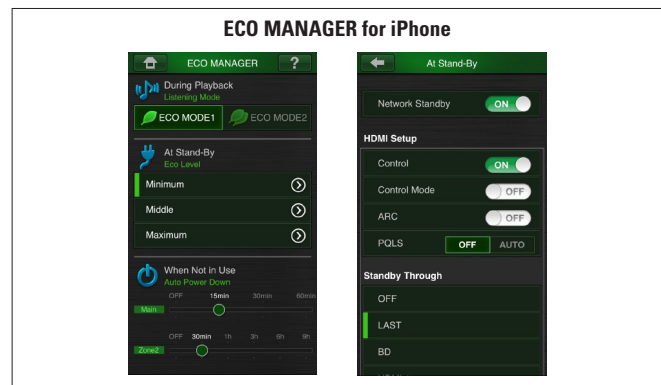 ECO MANAGER for iPhone
ECO MANAGER
?
During Playback
Listening Mode
ECO MODE1
ECO MODE2
At Stand-By
Eco Level
Minimum
Middle
Maximum
When Not in Use
Auto Power Down
OFF 15min 30min 60min
Main
OFF 30min 1h 3h 6h 9h
Zone2
At Stand-By
Network Standby ON
HDMI Setup
Control ON
Control Mode OFF
ARC OFF
PQLS OFF AUTO
Standby Through
OFF
LAST
BD